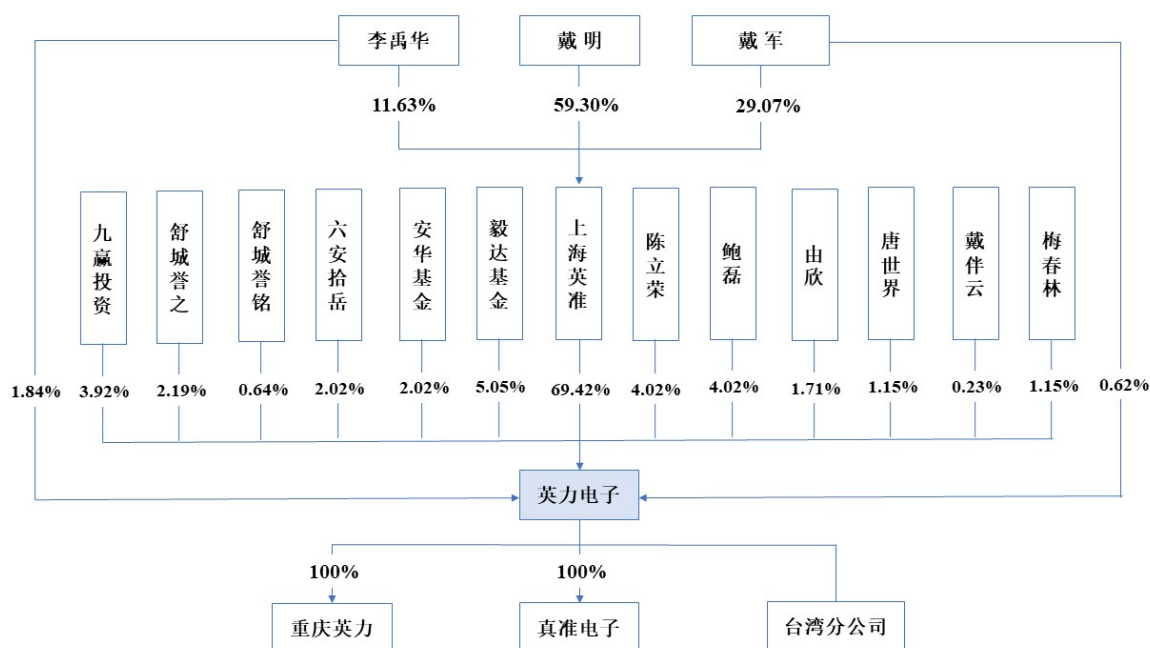 李禹华
戴 明
戴 军
11.63%
59.30%
29.07%
九赢投资
舒城誉之
舒城誉铭
六安拾岳
安华基金
毅达基金
上海英准
陈立荣
鲍磊
由欣
唐世界
戴伴云
梅春林
1.84%
3.92%
2.19%
0.64%
2.02%
2.02%
5.05%
69.42%
4.02%
4.02%
1.71%
1.15%
0.23%
1.15%
0.62%
英力电子
100%
100%
重庆英力
真准电子
台湾分公司